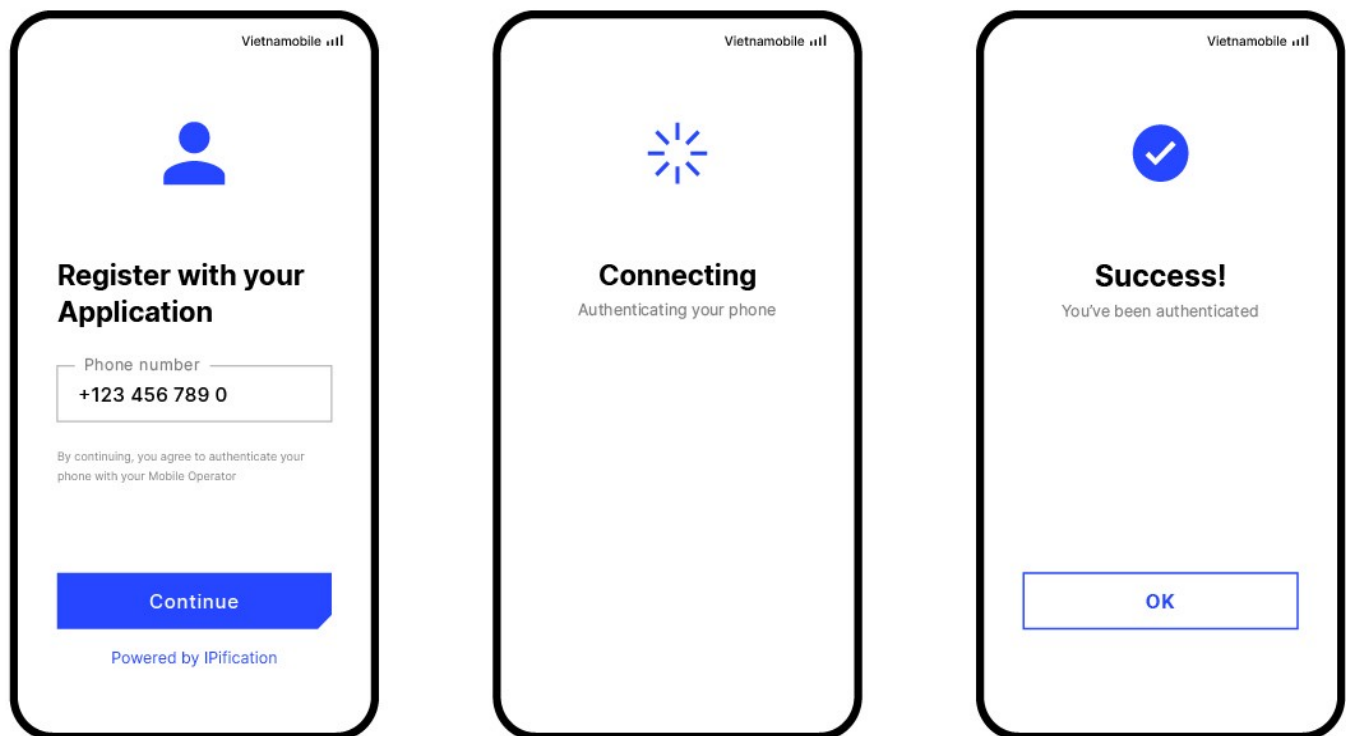 Vietnamobile
Register with your
Application
Phone number
+123 456 789 0
By continuing, you agree to authenticate your
phone with your Mobile Operator
Continue
Powered by IPification
Vietnamobile
Connecting
Authenticating your phone
Vietnamobile
Success!
You've been authenticated
OK